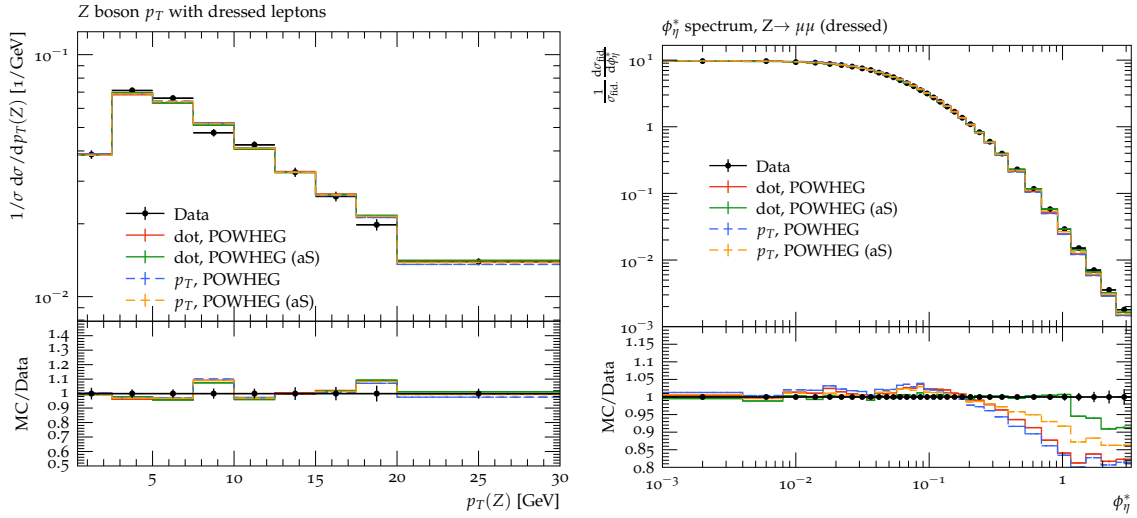 Z boson p_T with dressed leptons
1/σ dσ/dp_T(Z) [1/GeV]
10^−1
10^−2
Data
dot, POWHEG
dot, POWHEG (aS)
p_T, POWHEG
p_T, POWHEG (aS)
MC/Data
1.4
1.3
1.2
1.1
1
0.9
0.8
0.7
0.6
0.5
5 10 15 20 25 30
p_T(Z) [GeV]
ϕ*_η spectrum, Z→ μμ (dressed)
1/σ_fid. dσ_fid./dϕ*_η
10^1
1
10^−1
10^−2
10^−3
Data
dot, POWHEG
dot, POWHEG (aS)
p_T, POWHEG
p_T, POWHEG (aS)
MC/Data
1.15
1.1
1.05
1.00
0.95
0.9
0.85
0.8
10^−3 10^−2 10^−1 1
ϕ*_η